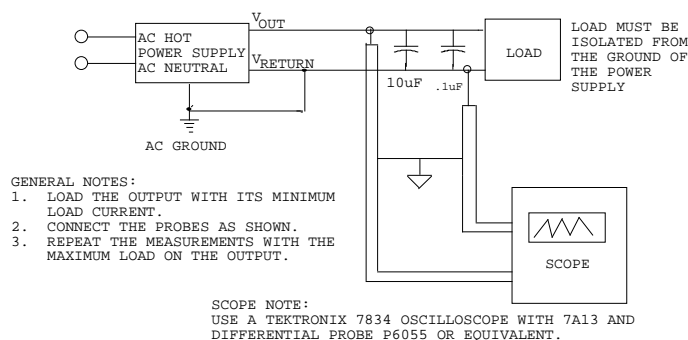 V OUT
AC HOT
POWER SUPPLY
AC NEUTRAL
V RETURN
LOAD
LOAD MUST BE
ISOLATED FROM
THE GROUND OF
THE POWER
SUPPLY
10uF
.1uF
AC GROUND
GENERAL NOTES:
1. LOAD THE OUTPUT WITH ITS MINIMUM
LOAD CURRENT.
2. CONNECT THE PROBES AS SHOWN.
3. REPEAT THE MEASUREMENTS WITH THE
MAXIMUM LOAD ON THE OUTPUT.
SCOPE
SCOPE NOTE:
USE A TEKTRONIX 7834 OSCILLOSCOPE WITH 7A13 AND
DIFFERENTIAL PROBE P6055 OR EQUIVALENT.